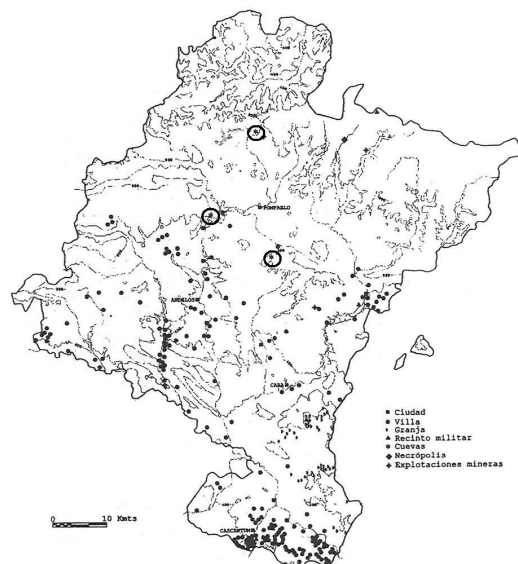 POMPAELO
ANDELOS
CARA
■ Ciudad
● Villa
Granja
▲ Recinto militar
* Cuevas
◆ Necrópolis
+ Explotaciones mineras
0 10 Kmts
CASCANTUM